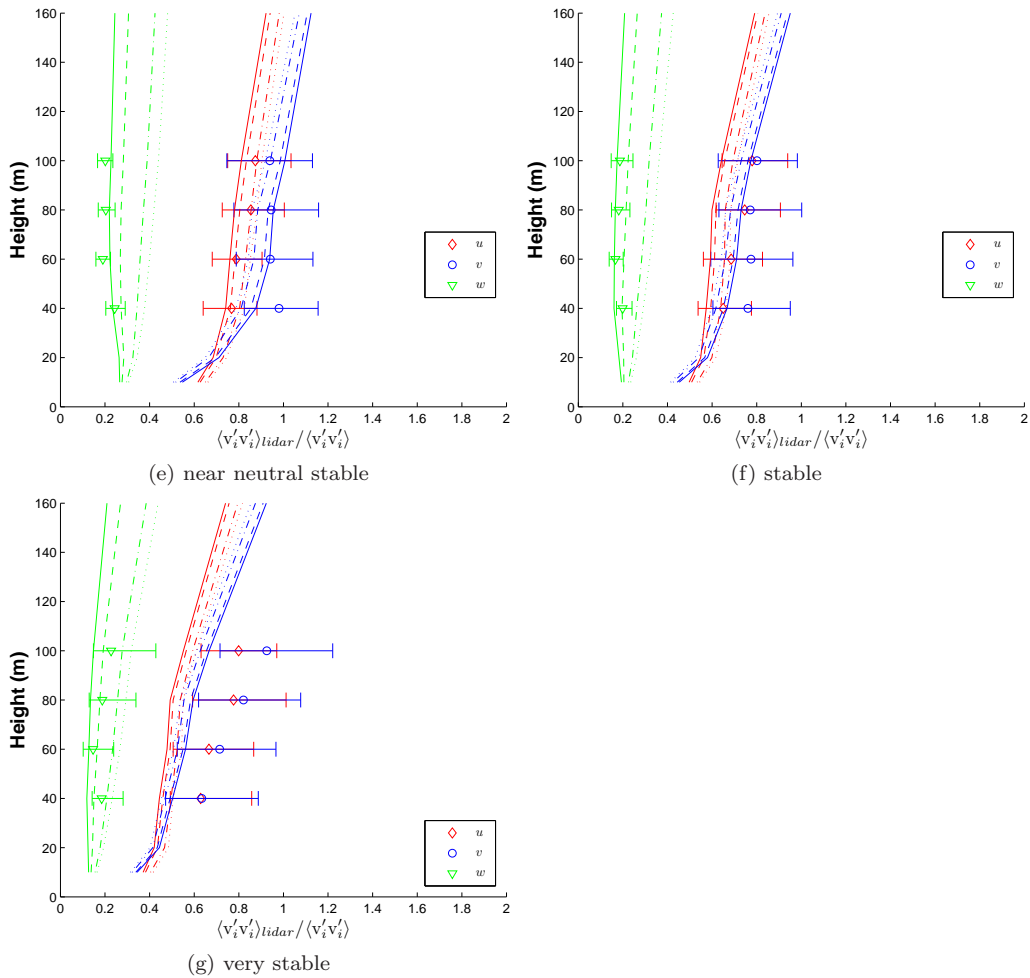 160
140
120
100
80
60
40
20
0
Height (m)
0 0.2 0.4 0.6 0.8 1 1.2 1.4 1.6 1.8 2
⟨v′ᵢv′ᵢ⟩lidar/⟨v′ᵢv′ᵢ⟩
u
v
w
(e) near neutral stable
160
140
120
100
80
60
40
20
0
Height (m)
0 0.2 0.4 0.6 0.8 1 1.2 1.4 1.6 1.8 2
⟨v′ᵢv′ᵢ⟩lidar/⟨v′ᵢv′ᵢ⟩
u
v
w
(f) stable
160
140
120
100
80
60
40
20
0
Height (m)
0 0.2 0.4 0.6 0.8 1 1.2 1.4 1.6 1.8 2
⟨v′ᵢv′ᵢ⟩lidar/⟨v′ᵢv′ᵢ⟩
u
v
w
(g) very stable